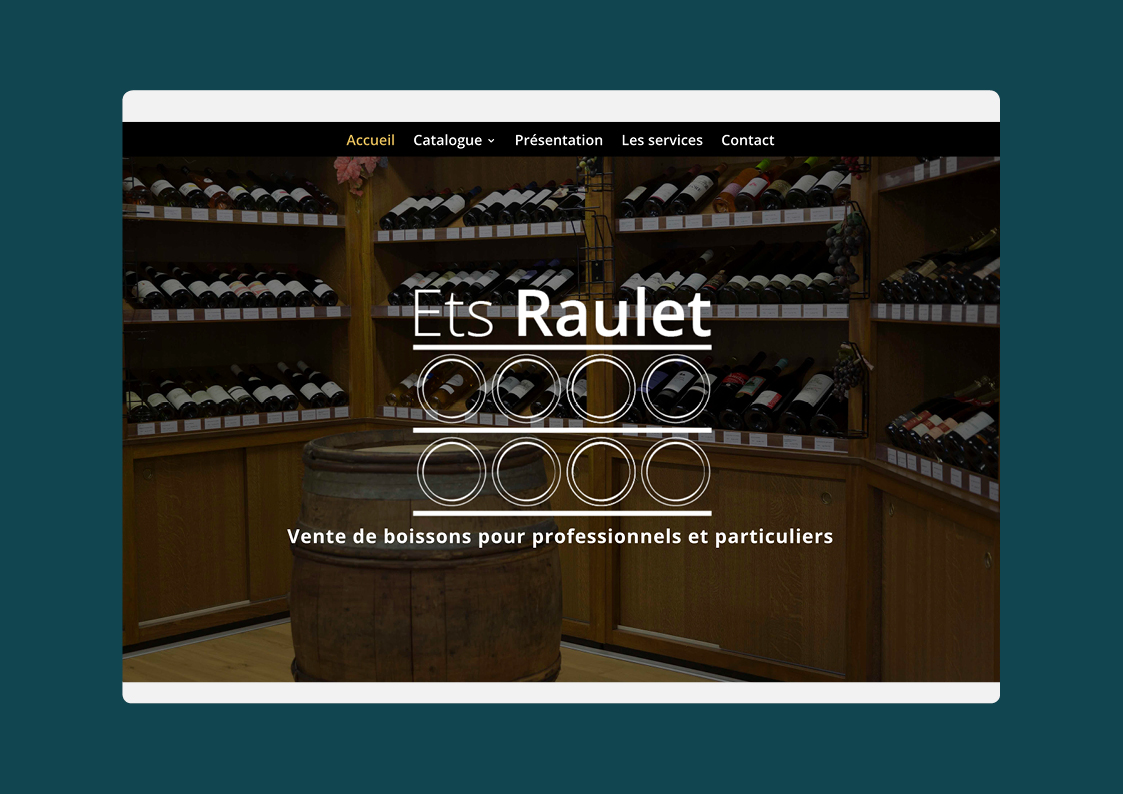 Accueil Catalogue Présentation Les services Contact
Ets Raulet
Vente de boissons pour professionnels et particuliers